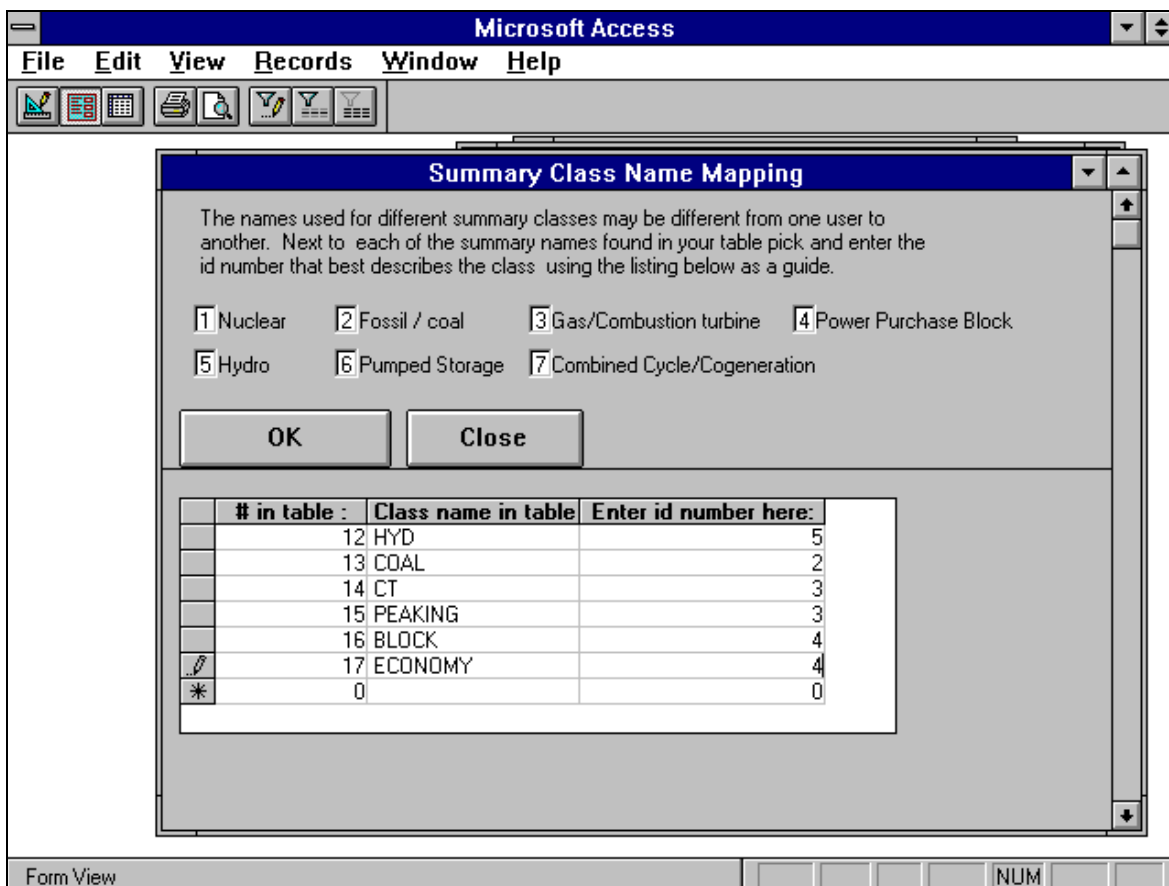 Microsoft Access
File Edit View Records Window Help
Summary Class Name Mapping
The names used for different summary classes may be different from one user to
another. Next to each of the summary names found in your table pick and enter the
id number that best describes the class using the listing below as a guide.
1 Nuclear 2 Fossil / coal 3 Gas/Combustion turbine 4 Power Purchase Block
5 Hydro 6 Pumped Storage 7 Combined Cycle/Cogeneration
OK Close
# in table : Class name in table Enter id number here:
12 HYD 5
13 COAL 2
14 CT 3
15 PEAKING 3
16 BLOCK 4
17 ECONOMY 4
0 0
Form View NUM